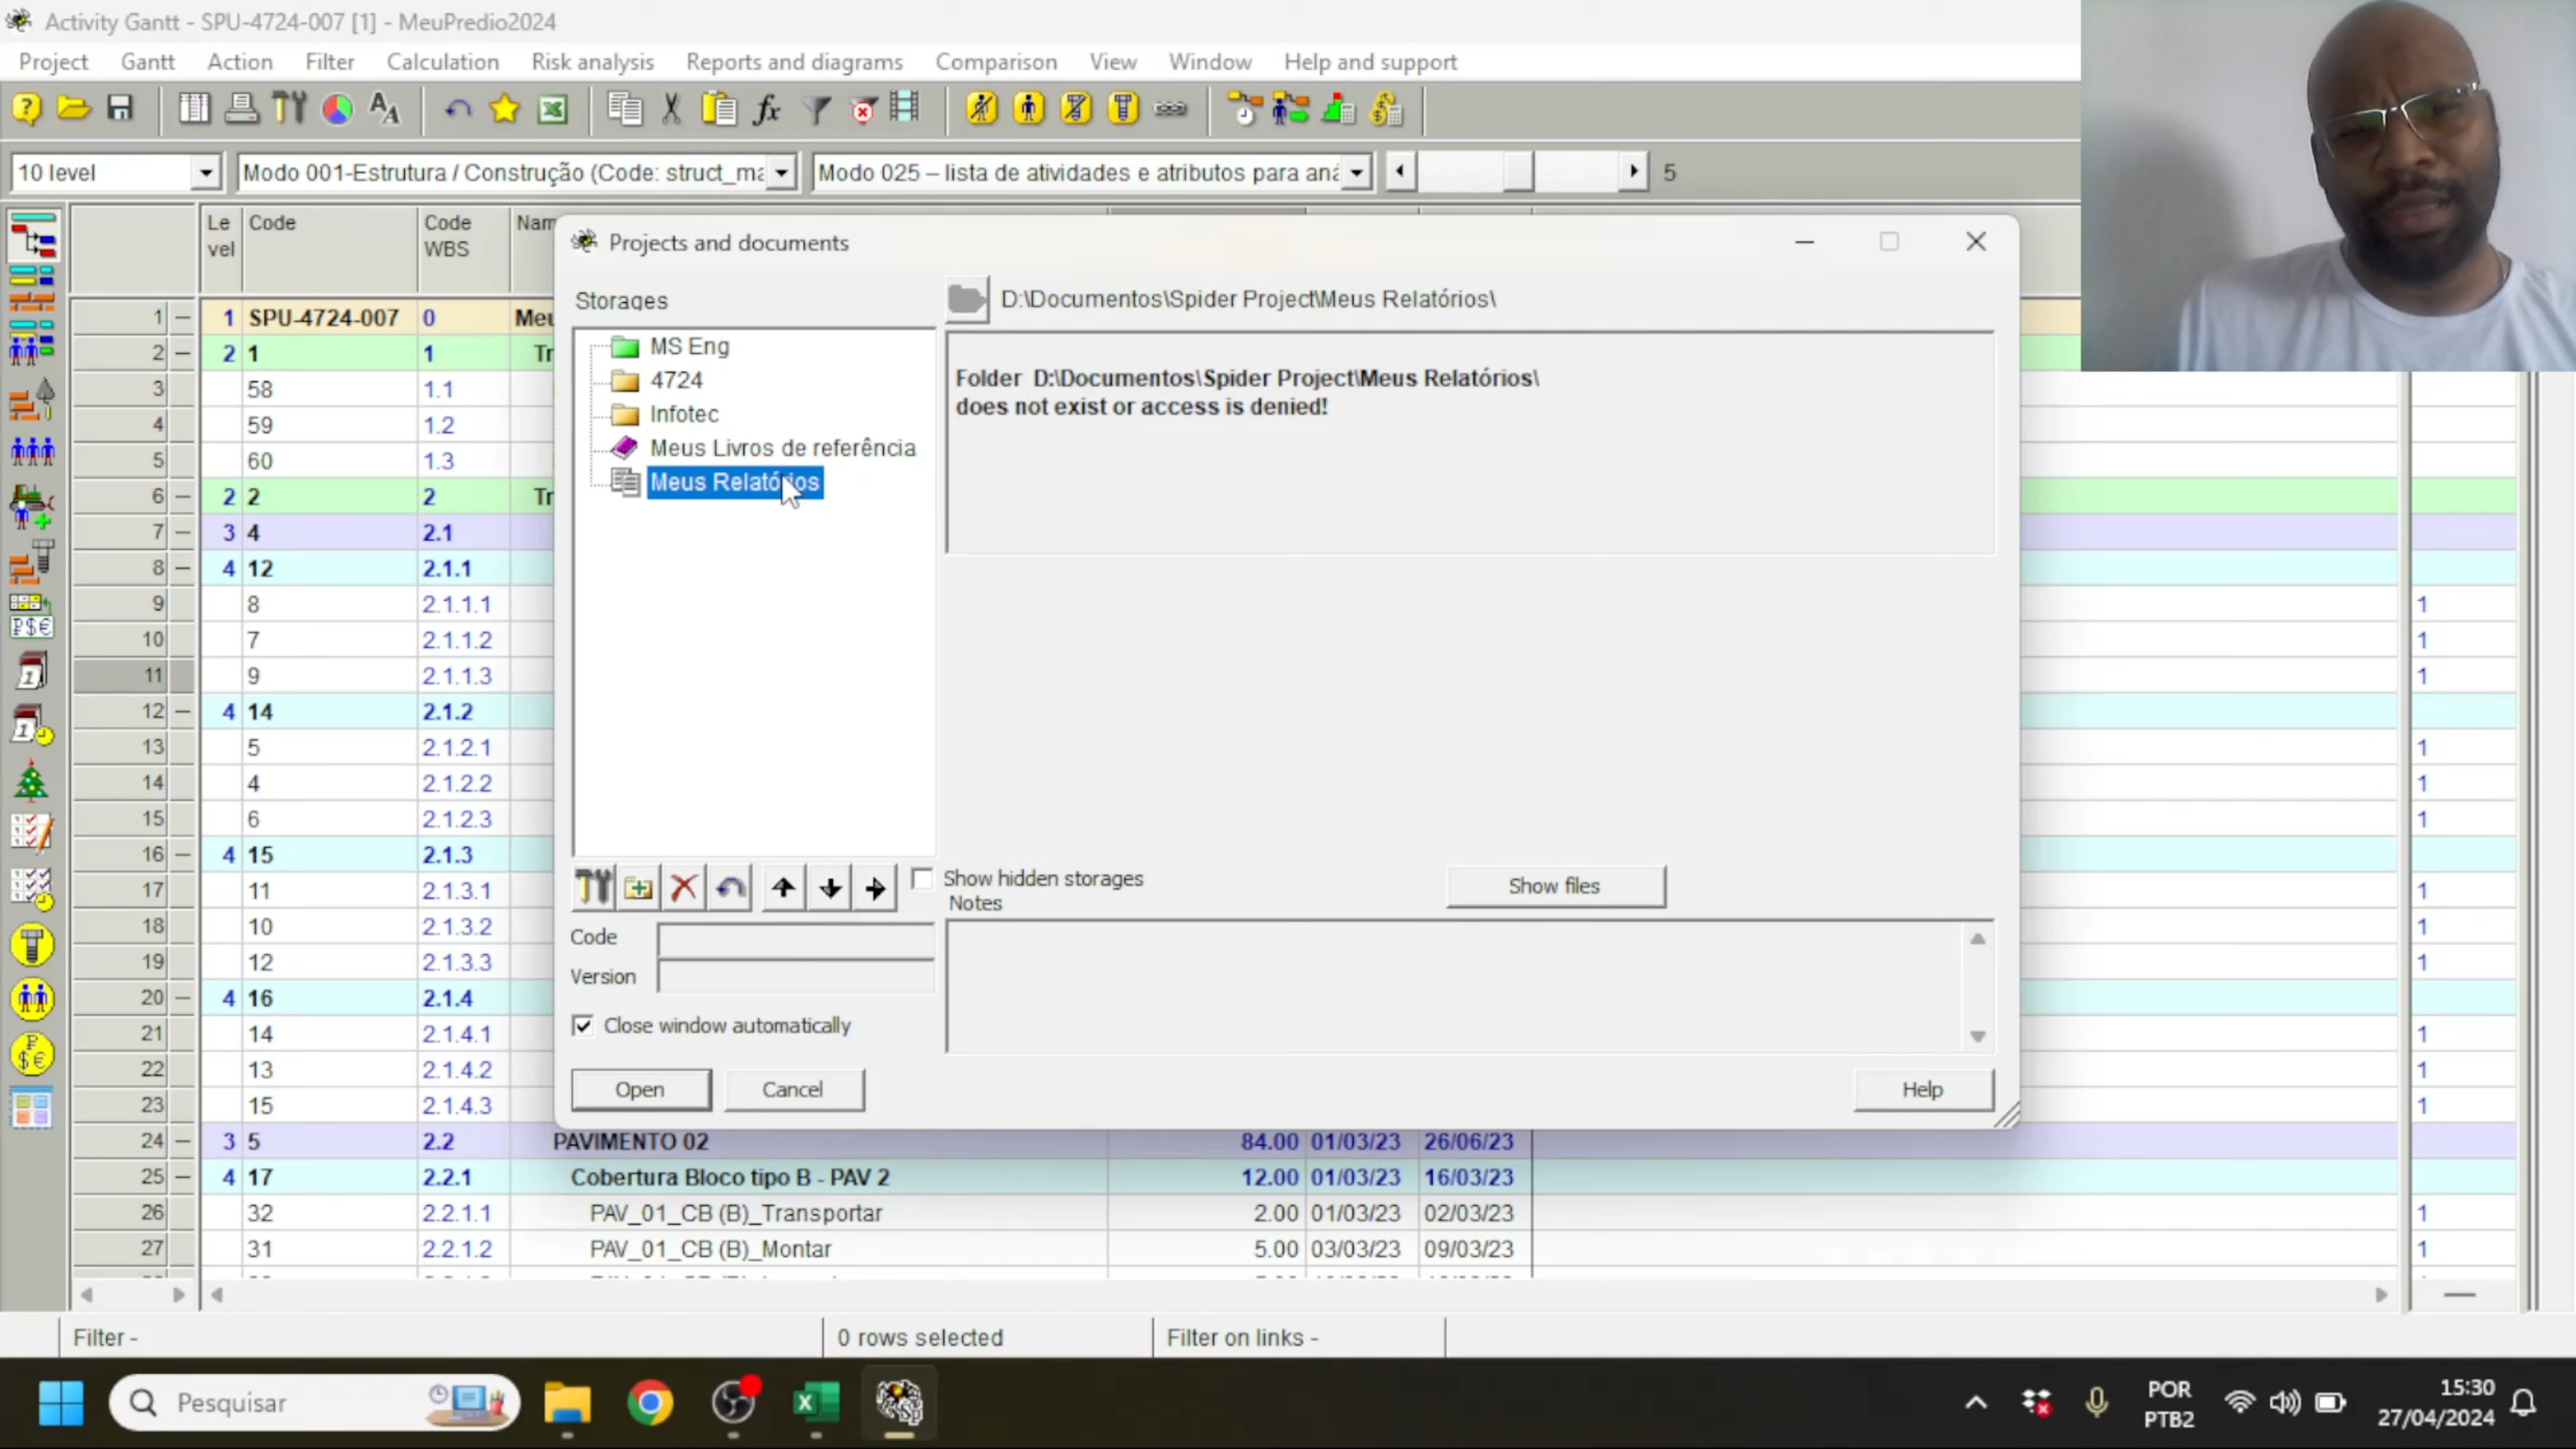 Activity Gantt - SPU-4724-007 [1] - MeuPredio2024
Project Gantt Action Filter Calculation Risk analysis Reports and diagrams Comparison View Window Help and support
10 level Modo 001-Estrutura / Construção (Code: struct_ma Modo 025 – lista de atividades e atributos para aná 5
Le vel Code Code WBS Nam
1 1 SPU-4724-007 0 Meu
2 2 1 1 Tr
3 58 1.1
4 59 1.2
5 60 1.3
6 2 2 2 Tr
7 3 4 2.1
8 4 12 2.1.1
9 8 2.1.1.1 1
10 7 2.1.1.2 1
11 9 2.1.1.3 1
12 4 14 2.1.2
13 5 2.1.2.1 1
14 4 2.1.2.2 1
15 6 2.1.2.3 1
16 4 15 2.1.3
17 11 2.1.3.1 1
18 10 2.1.3.2 1
19 12 2.1.3.3 1
20 4 16 2.1.4
21 14 2.1.4.1 1
22 13 2.1.4.2 1
23 15 2.1.4.3 1
24 3 5 2.2 PAVIMENTO 02 84.00 01/03/23 26/06/23
25 4 17 2.2.1 Cobertura Bloco tipo B - PAV 2 12.00 01/03/23 16/03/23
26 32 2.2.1.1 PAV_01_CB (B)_Transportar 2.00 01/03/23 02/03/23 1
27 31 2.2.1.2 PAV_01_CB (B)_Montar 5.00 03/03/23 09/03/23 1
Projects and documents
Storages
D:\Documentos\Spider Project\Meus Relatórios\
MS Eng
4724
Infotec
Meus Livros de referência
Meus Relatórios
Folder D:\Documentos\Spider Project\Meus Relatórios\
does not exist or access is denied!
Show hidden storages
Show files
Notes
Code
Version
Close window automatically
Open
Cancel
Help
Filter -
0 rows selected
Filter on links -
Pesquisar
POR
PTB2
15:30
27/04/2024